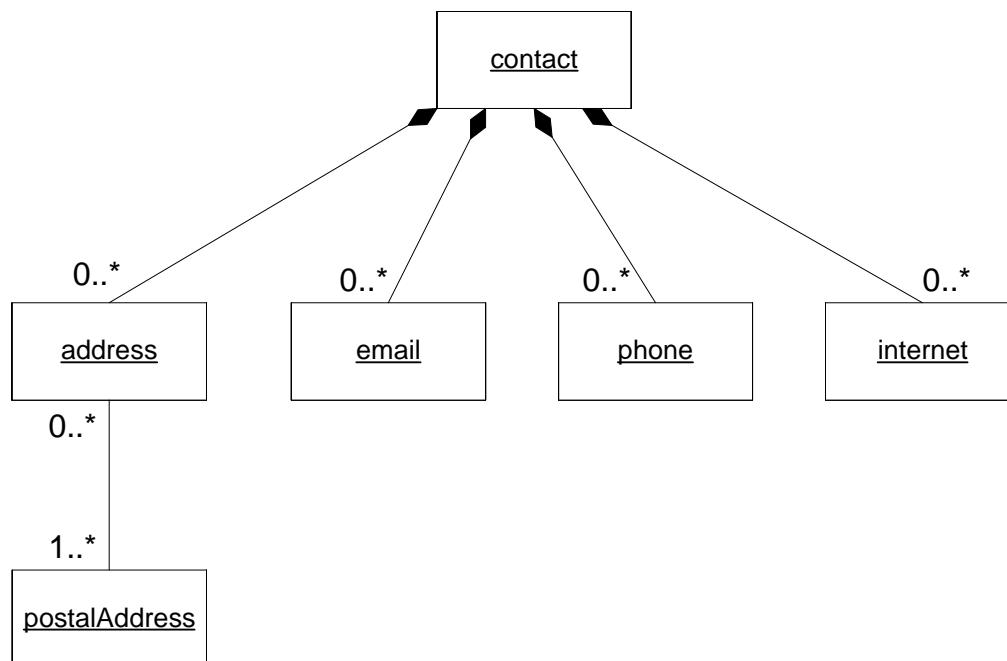 contact
0..*
0..*
0..*
0..*
address
email
phone
internet
0..*
1..*
postalAddress